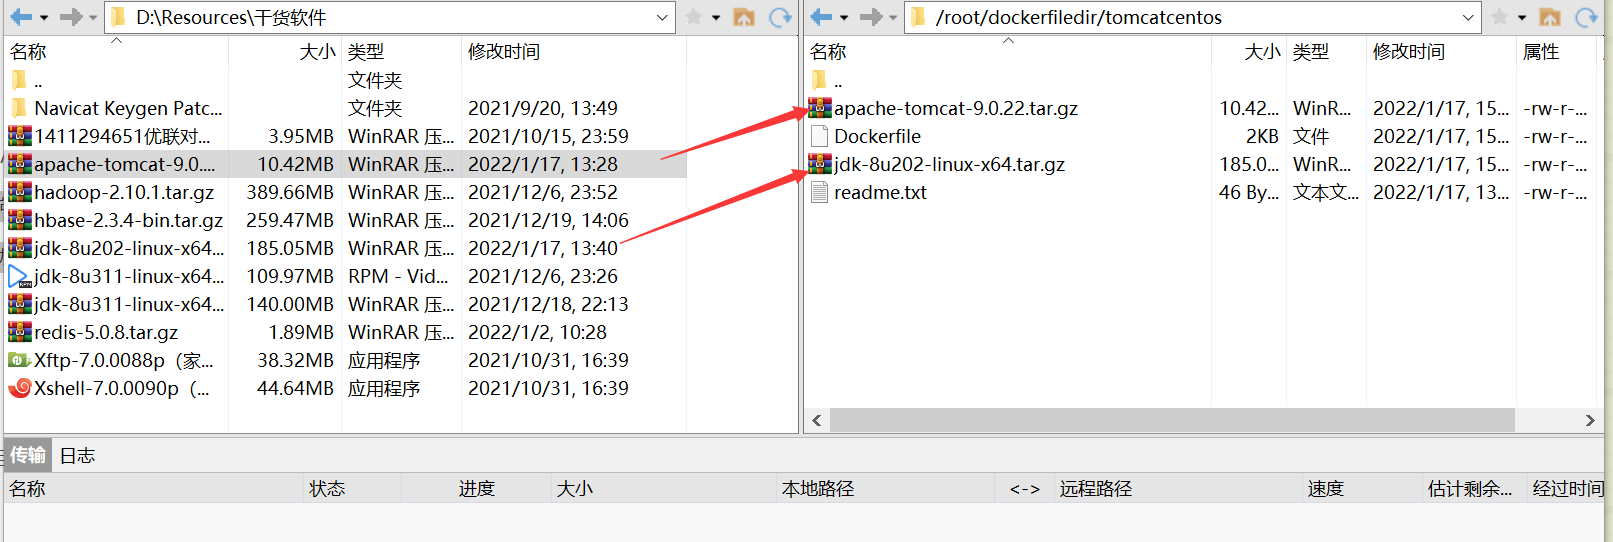 D:\Resources\干货软件
名称 大小 类型 修改时间
.. 文件夹
Navicat Keygen Patc... 文件夹 2021/9/20, 13:49
1411294651优联对... 3.95MB WinRAR 压... 2021/10/15, 23:59
apache-tomcat-9.0.... 10.42MB WinRAR 压... 2022/1/17, 13:28
hadoop-2.10.1.tar.gz 389.66MB WinRAR 压... 2021/12/6, 23:52
hbase-2.3.4-bin.tar.gz 259.47MB WinRAR 压... 2021/12/19, 14:06
jdk-8u202-linux-x64... 185.05MB WinRAR 压... 2022/1/17, 13:40
jdk-8u311-linux-x64... 109.97MB RPM - Vid... 2021/12/6, 23:26
jdk-8u311-linux-x64... 140.00MB WinRAR 压... 2021/12/18, 22:13
redis-5.0.8.tar.gz 1.89MB WinRAR 压... 2022/1/2, 10:28
Xftp-7.0.0088p（家... 38.32MB 应用程序 2021/10/31, 16:39
Xshell-7.0.0090p（... 44.64MB 应用程序 2021/10/31, 16:39
/root/dockerfiledir/tomcatcentos
名称 大小 类型 修改时间 属性
..
apache-tomcat-9.0.22.tar.gz 10.42... WinR... 2022/1/17, 15... -rw-r-...
Dockerfile 2KB 文件 2022/1/17, 15... -rw-r-...
jdk-8u202-linux-x64.tar.gz 185.0... WinR... 2022/1/17, 15... -rw-r-...
readme.txt 46 By... 文本文... 2022/1/17, 13... -rw-r-...
传输 日志
名称 状态 进度 大小 本地路径 <-> 远程路径 速度 估计剩余... 经过时间